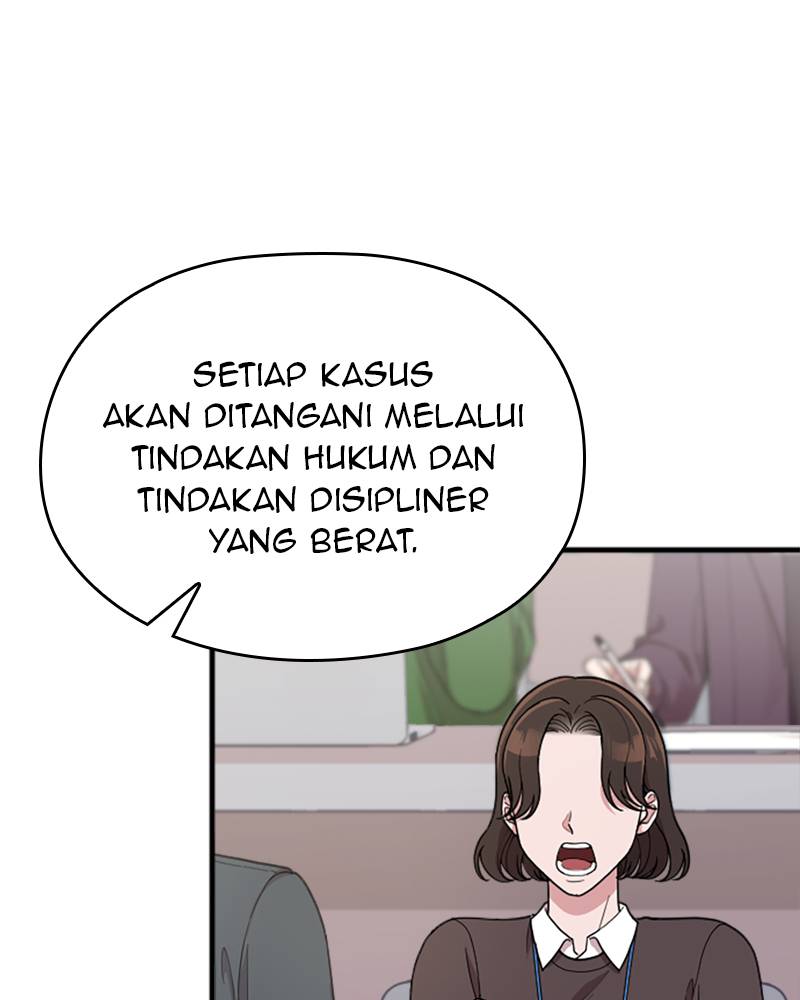 SETIAP KASUS
AKAN DITANGANI MELALUI
TINDAKAN HUKUM DAN
TINDAKAN DISIPLINER
YANG BERAT.